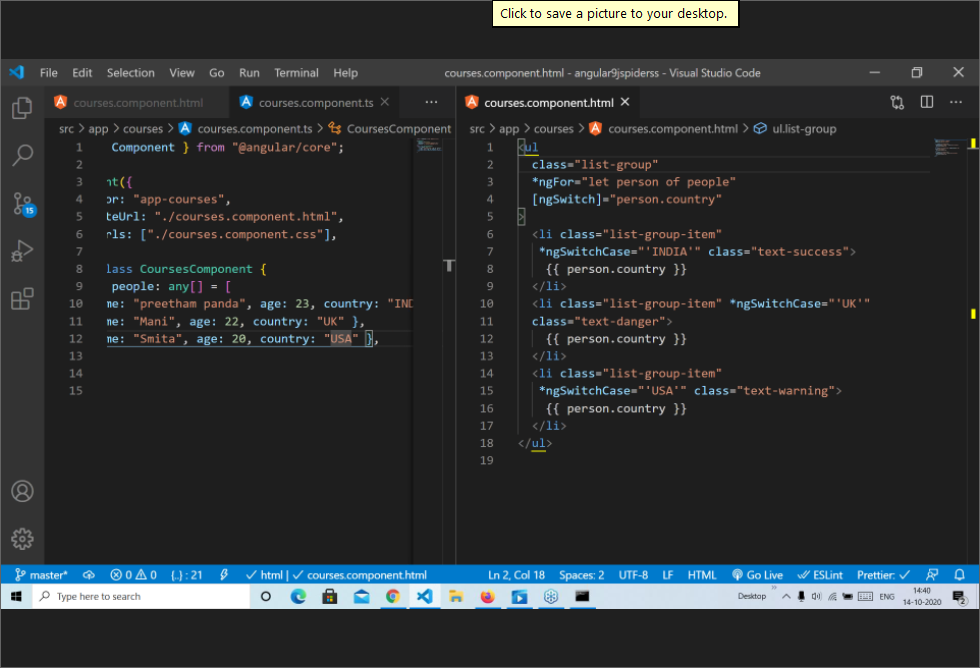 Click to save a picture to your desktop.
File Edit Selection View Go Run Terminal Help
courses.component.html - angular9jspiderss - Visual Studio Code
courses.component.html
courses.component.ts
src > app > courses > courses.component.ts > CoursesComponent
1 Component } from "@angular/core";
2
3 nt({
4 or: "app-courses",
5 teUrl: "./courses.component.html",
6 rls: ["./courses.component.css"],
7
8 lass CoursesComponent {
9 people: any[] = [
10 me: "preetham panda", age: 23, country: "IND
11 me: "Mani", age: 22, country: "UK" },
12 me: "Smita", age: 20, country: "USA" },
13
14
15
courses.component.html
src > app > courses > courses.component.html > ul.list-group
1 <ul
2 class="list-group"
3 *ngFor="let person of people"
4 [ngSwitch]="person.country"
5 >
6 <li class="list-group-item"
7 *ngSwitchCase="'INDIA'" class="text-success">
8 {{ person.country }}
9 </li>
10 <li class="list-group-item" *ngSwitchCase="'UK'"
11 class="text-danger">
12 {{ person.country }}
13 </li>
14 <li class="list-group-item"
15 *ngSwitchCase="'USA'" class="text-warning">
16 {{ person.country }}
17 </li>
18 </ul>
19
15
master* 0 0 {..} : 21 html | courses.component.html Ln 2, Col 18 Spaces: 2 UTF-8 LF HTML Go Live ESLint Prettier:
Type here to search
Desktop
ENG
14:40
14-10-2020
2